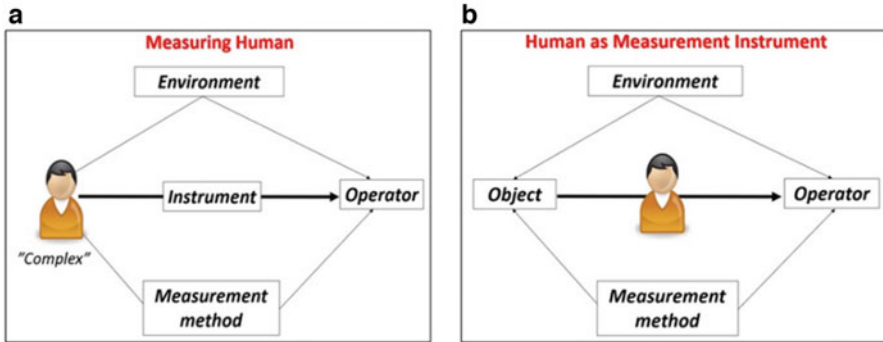 a
Measuring Human
Environment
Instrument
Operator
"Complex"
Measurement
method
b
Human as Measurement Instrument
Environment
Object
Operator
Measurement
method